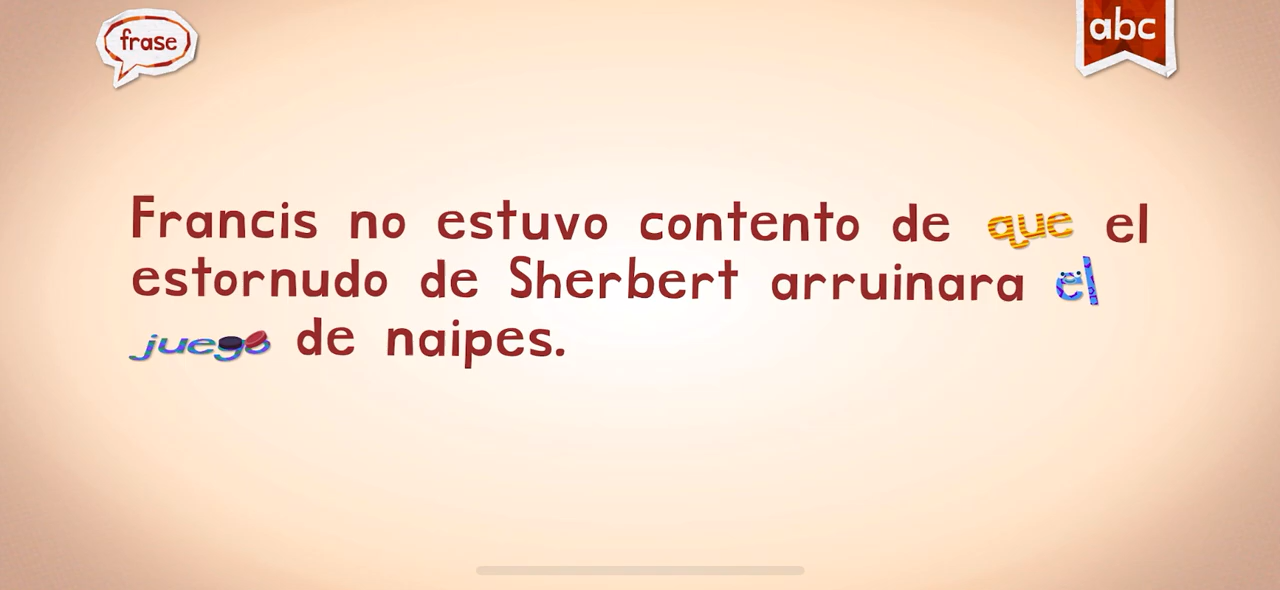 frase
abc
Francis no estuvo contento de que el
estornudo de Sherbert arruinara el
juego de naipes.